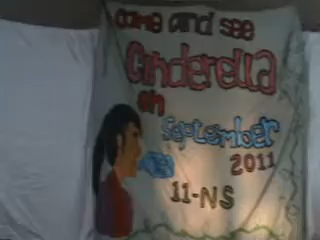 come and see
Cinderella
on
September
2011
11-NS